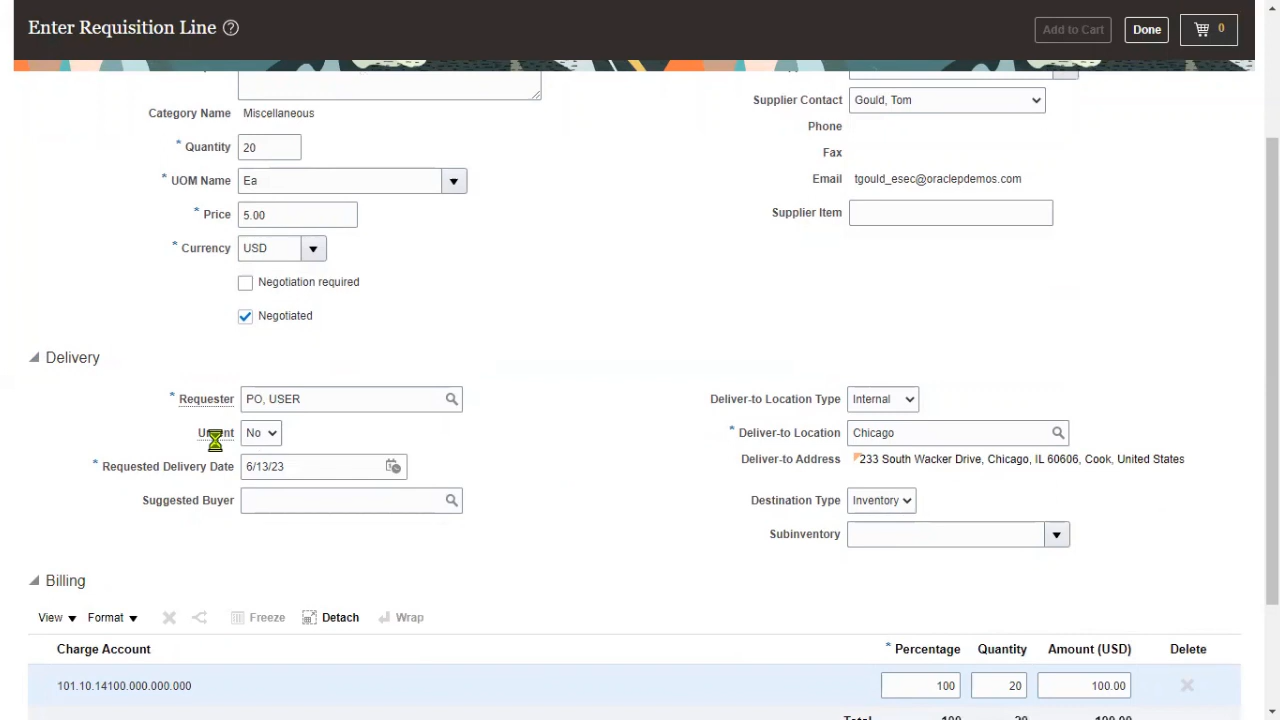 Enter Requisition Line ?
Add to Cart
Done
0
Supplier Contact Gould, Tom
Category Name Miscellaneous
Phone
* Quantity 20
Fax
* UOM Name Ea
Email tgould_esec@oraclepdemos.com
* Price 5.00
Supplier Item
* Currency USD
Negotiation required
Negotiated
Delivery
* Requester PO, USER
Deliver-to Location Type Internal
No
* Deliver-to Location Chicago
* Requested Delivery Date 6/13/23
Deliver-to Address 233 South Wacker Drive, Chicago, IL 60606, Cook, United States
Suggested Buyer
Destination Type Inventory
Subinventory
Billing
View Format Freeze Detach Wrap
Charge Account * Percentage Quantity Amount (USD) Delete
101.10.14100.000.000.000 100 20 100.00
Total 100 20 100.00